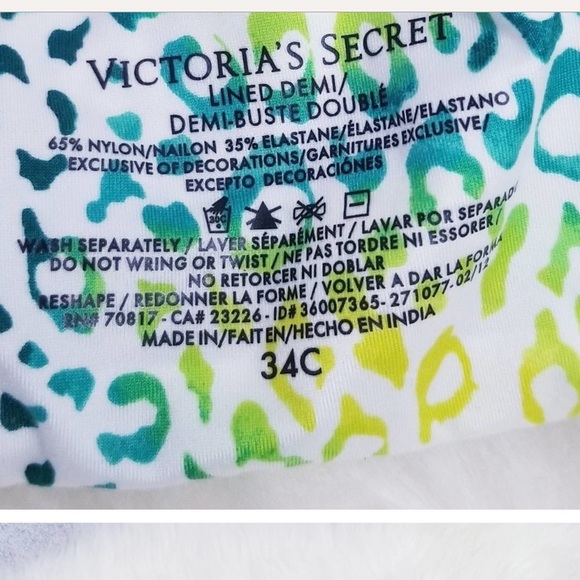 VICTORIA'S SECRET
LINED DEMI/
DEMI-BUSTE DOUBLÉ
65% NYLON/NAILON 35% ELASTANE/ÉLASTANE/ELASTANO
EXCLUSIVE OF DECORATIONS/GARNITURES EXCLUSIVE/
EXCEPTO DECORACIÓNES
30C
WASH SEPARATELY / LAVER SÉPARÉMENT / LAVAR POR SEPARADO
DO NOT WRING OR TWIST / NE PAS TORDRE NI ESSORER /
NO RETORCER NI DOBLAR
RESHAPE / REDONNER LA FORME / VOLVER A DAR LA FORMA
RN# 70817 - CA# 23226 - ID# 36007365-271077-02/12
MADE IN/FAIT EN/HECHO EN INDIA
34C